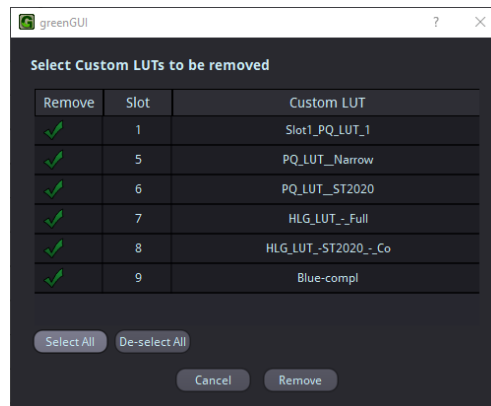 greenGUI ? ×
Select Custom LUTs to be removed
Remove Slot Custom LUT
1 Slot1_PQ_LUT_1
5 PQ_LUT__Narrow
6 PQ_LUT__ST2020
7 HLG_LUT_-_Full
8 HLG_LUT_-ST2020_-_Co
9 Blue-compl
Select All De-select All
Cancel Remove